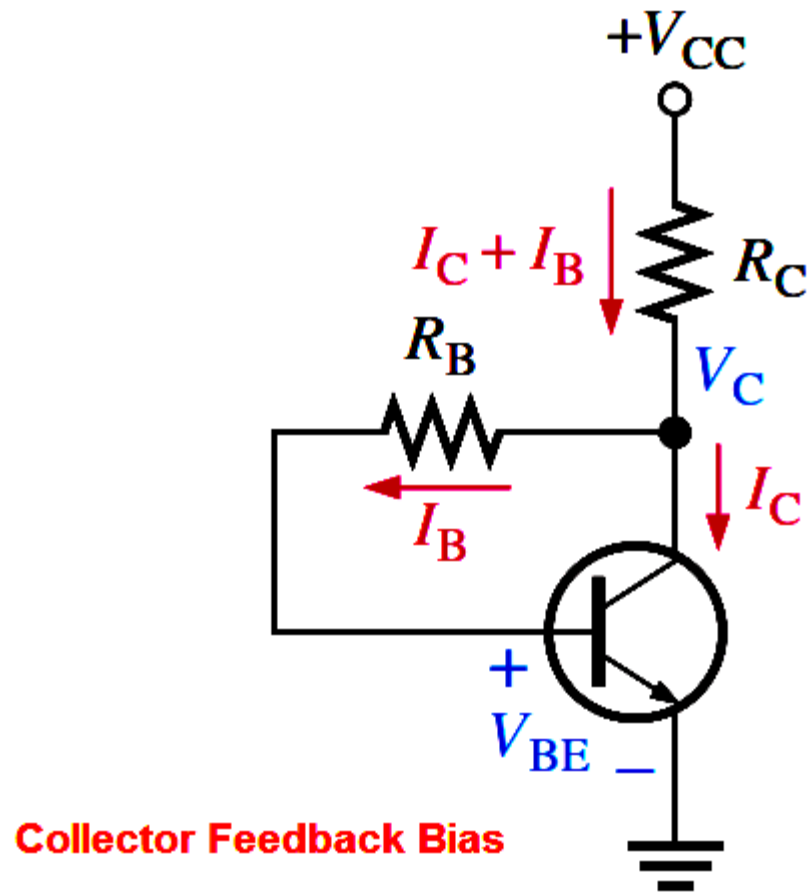 +VCC
IC + IB
RC
RB
VC
IB
IC
+
VBE
−
Collector Feedback Bias